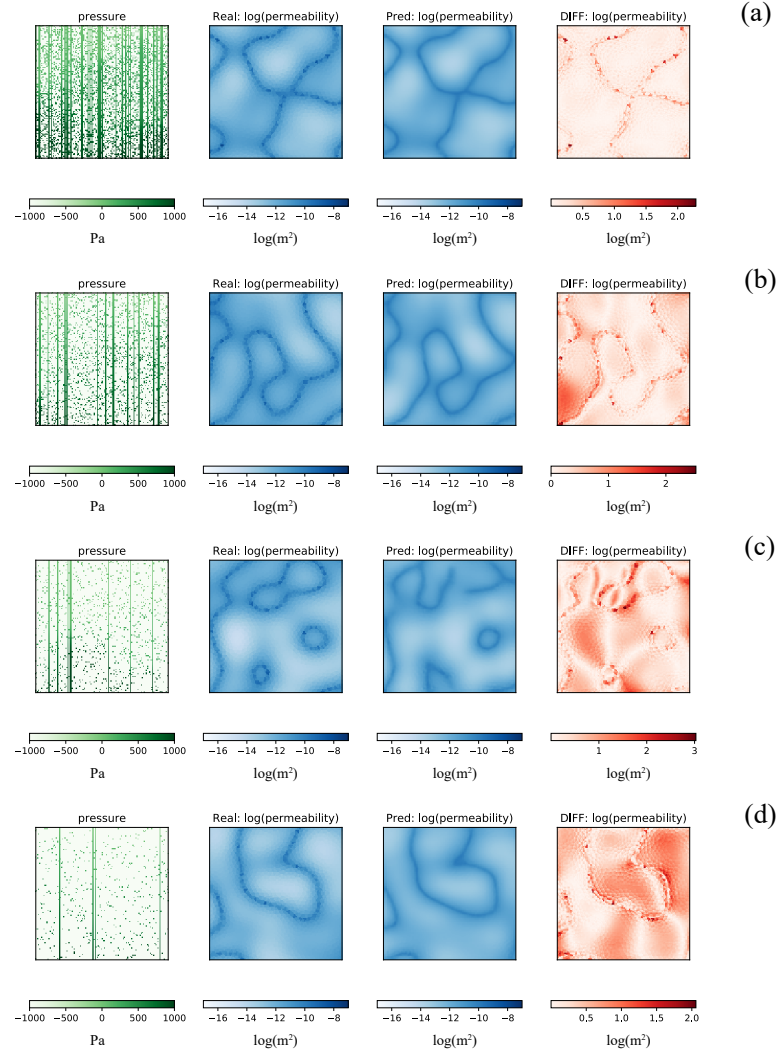 (a)
pressure Real: log(permeability) Pred: log(permeability) DIFF: log(permeability)
−1000 −500 0 500 1000 −16 −14 −12 −10 −8 −16 −14 −12 −10 −8 0.5 1.0 1.5 2.0
Pa log(m²) log(m²) log(m²)
(b)
pressure Real: log(permeability) Pred: log(permeability) DIFF: log(permeability)
−1000 −500 0 500 1000 −16 −14 −12 −10 −8 −16 −14 −12 −10 −8 0 1 2
Pa log(m²) log(m²) log(m²)
(c)
pressure Real: log(permeability) Pred: log(permeability) DIFF: log(permeability)
−1000 −500 0 500 1000 −16 −14 −12 −10 −8 −16 −14 −12 −10 −8 1 2 3
Pa log(m²) log(m²) log(m²)
(d)
pressure Real: log(permeability) Pred: log(permeability) DIFF: log(permeability)
−1000 −500 0 500 1000 −16 −14 −12 −10 −8 −16 −14 −12 −10 −8 0.5 1.0 1.5 2.0
Pa log(m²) log(m²) log(m²)